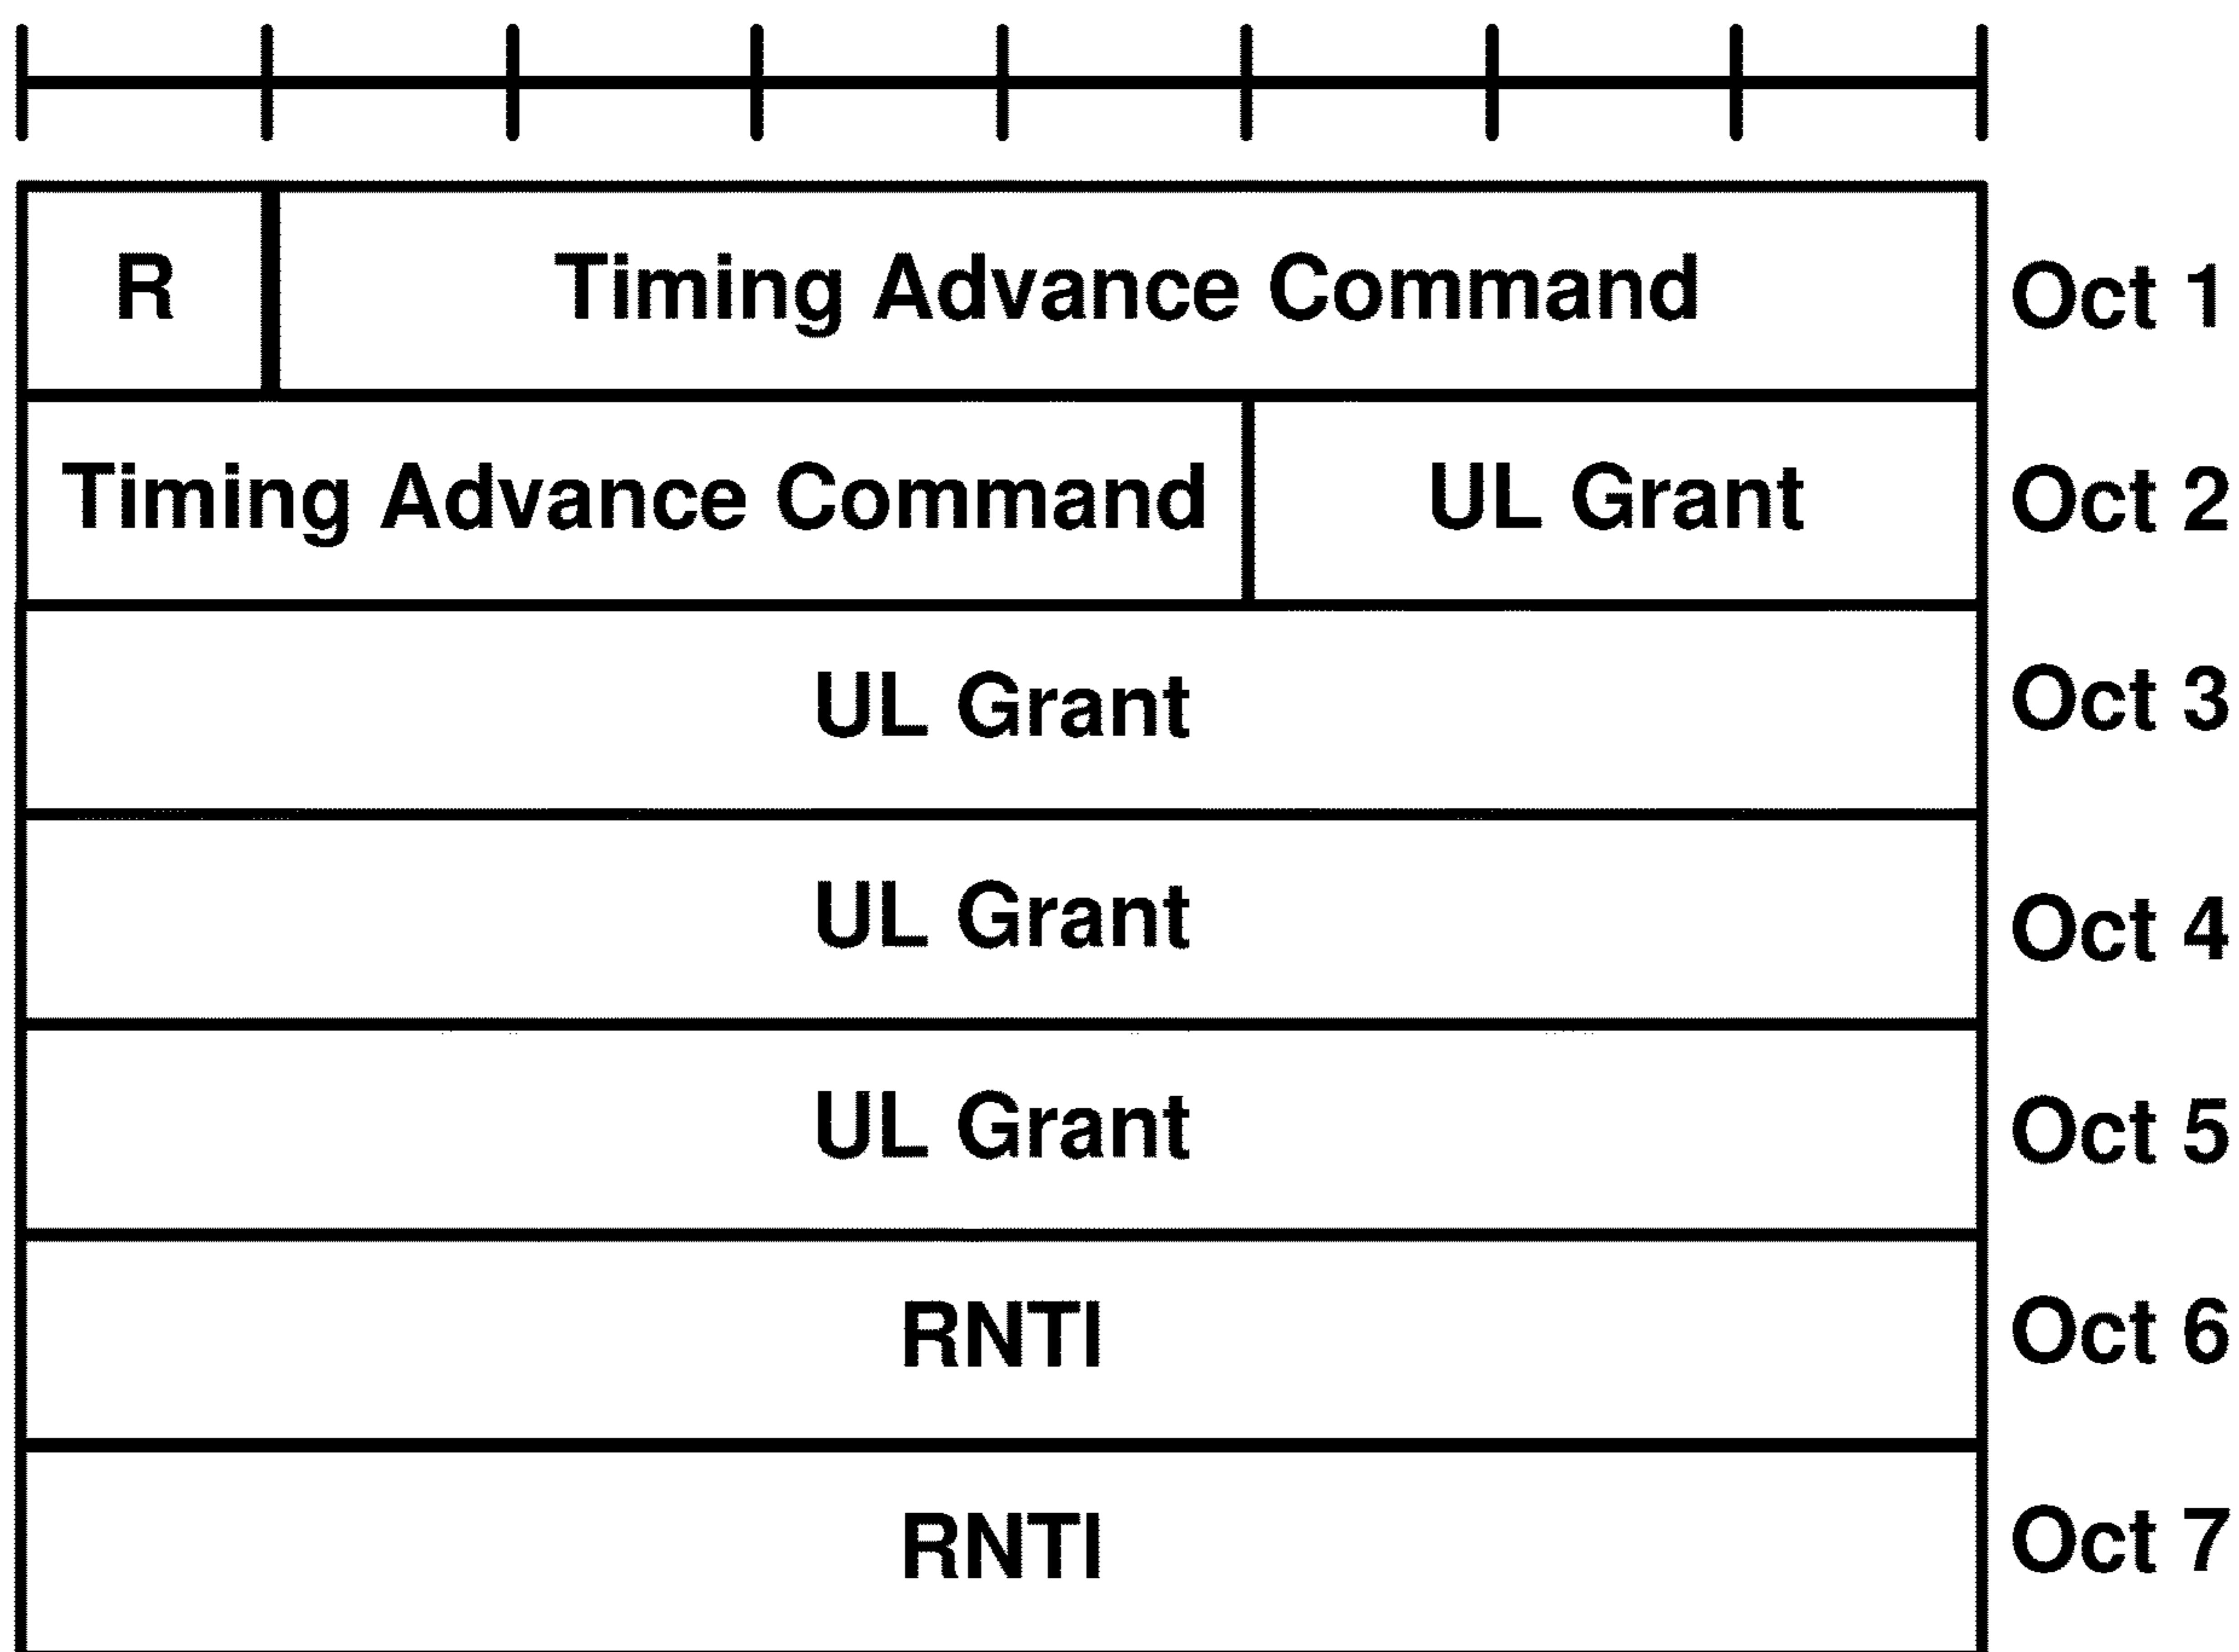 R Timing Advance Command Oct 1
Timing Advance Command UL Grant Oct 2
UL Grant Oct 3
UL Grant Oct 4
UL Grant Oct 5
RNTI Oct 6
RNTI Oct 7